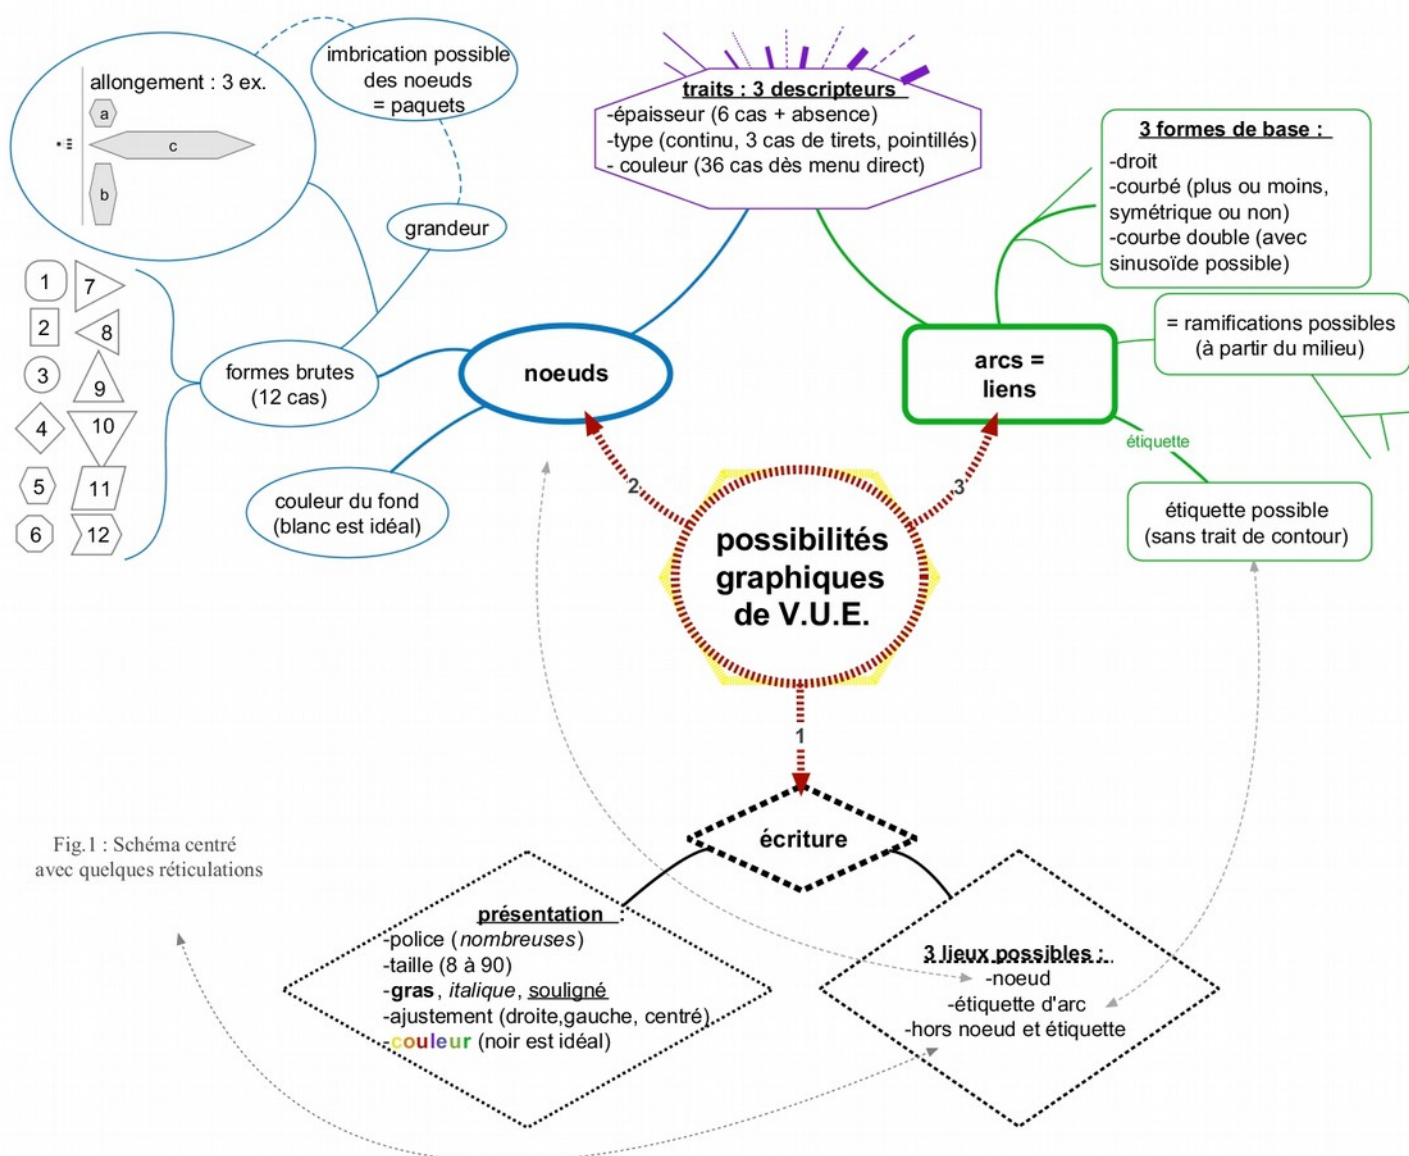 imbrication possible
des noeuds
= paquets
allongement : 3 ex.
a
c
b
grandeur
traits : 3 descripteurs
-épaisseur (6 cas + absence)
-type (continu, 3 cas de tirets, pointillés)
- couleur (36 cas dès menu direct)
3 formes de base :
-droit
-courbé (plus ou moins,
symétrique ou non)
-courbe double (avec
sinusoïde possible)
= ramifications possibles
(à partir du milieu)
1
7
2
8
3
9
4
10
5
11
6
12
formes brutes
(12 cas)
noeuds
arcs =
liens
étiquette
couleur du fond
(blanc est idéal)
2
3
étiquette possible
(sans trait de contour)
possibilités
graphiques
de V.U.E.
1
écriture
Fig.1 : Schéma centré
avec quelques réticulations
présentation :
-police (nombreuses)
-taille (8 à 90)
-gras, italique, souligné
-ajustement (droite,gauche, centré)
-couleur (noir est idéal)
3 lieux possibles :
-noeud
-étiquette d'arc
-hors noeud et étiquette